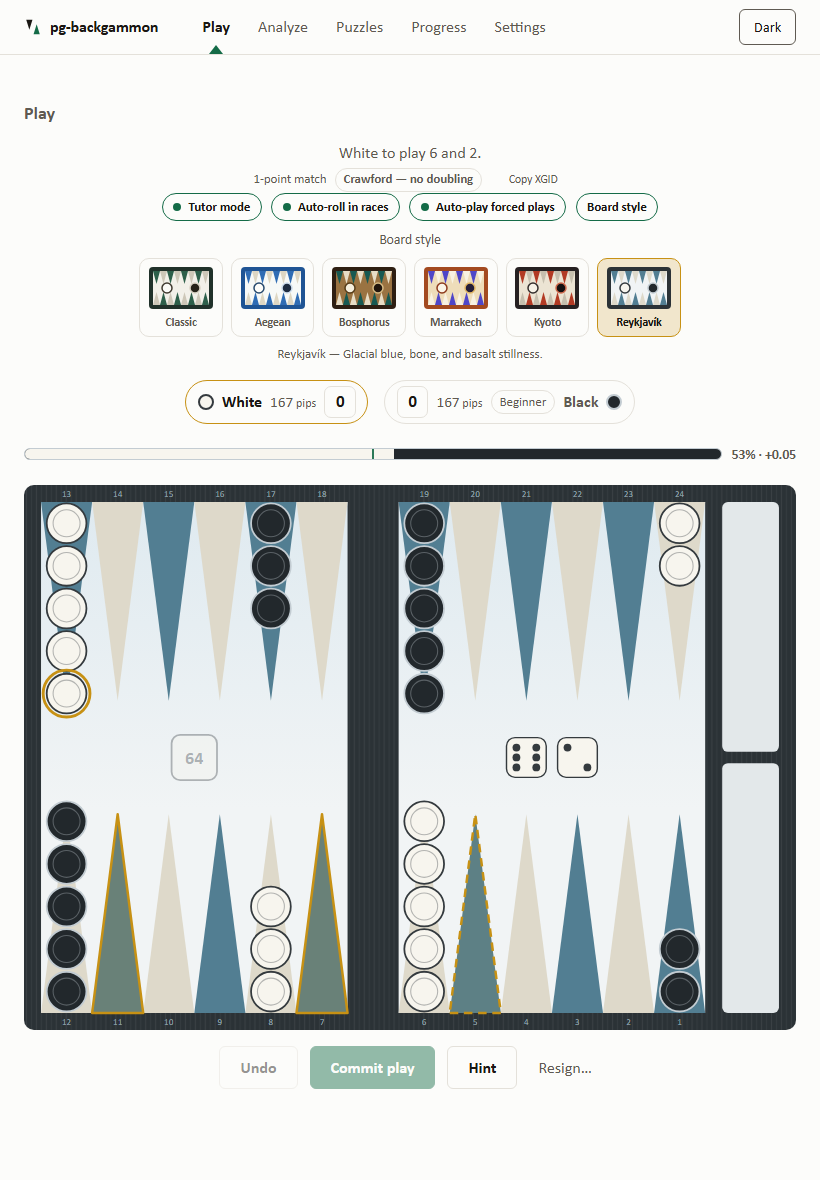 pg-backgammon Play Analyze Puzzles Progress Settings Dark
Play
White to play 6 and 2.
1-point match Crawford — no doubling Copy XGID
Tutor mode Auto-roll in races Auto-play forced plays Board style
Board style
Classic Aegean Bosphorus Marrakech Kyoto Reykjavík
Reykjavík — Glacial blue, bone, and basalt stillness.
White 167 pips 0 0 167 pips Beginner Black
53% · +0.05
13 14 15 16 17 18 19 20 21 22 23 24
64
12 11 10 9 8 7 6 5 4 3 2 1
Undo Commit play Hint Resign...